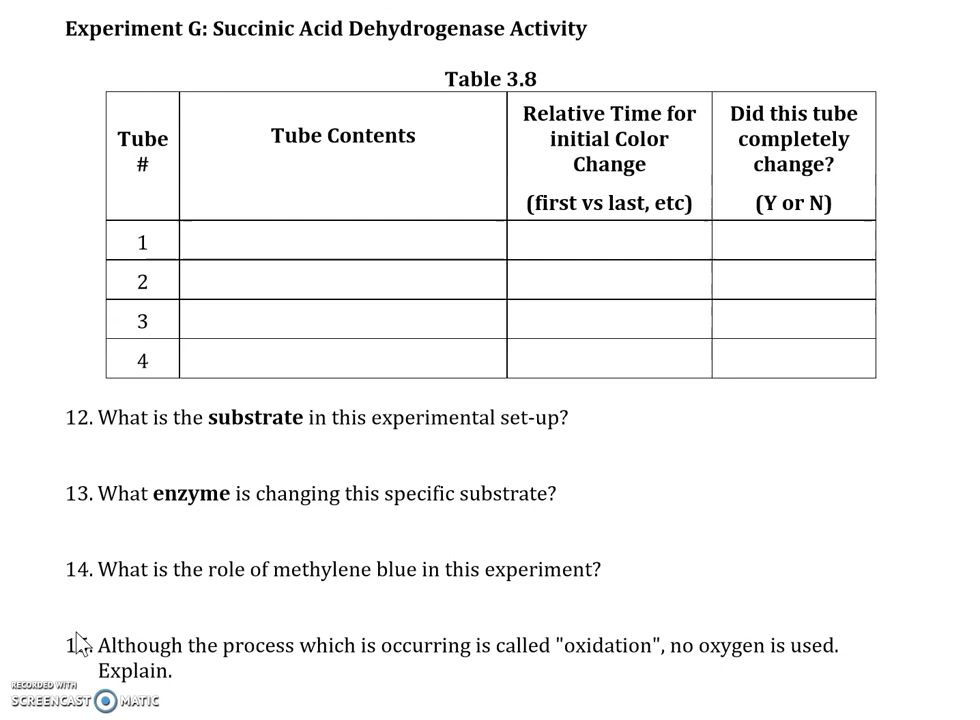 Experiment G: Succinic Acid Dehydrogenase Activity
Table 3.8
Tube # Tube Contents Relative Time for initial Color Change (first vs last, etc) Did this tube completely change? (Y or N)
1
2
3
4
12. What is the substrate in this experimental set-up?
13. What enzyme is changing this specific substrate?
14. What is the role of methylene blue in this experiment?
Although the process which is occurring is called "oxidation", no oxygen is used.
Explain.
RECORDED WITH
SCREENCAST MATIC